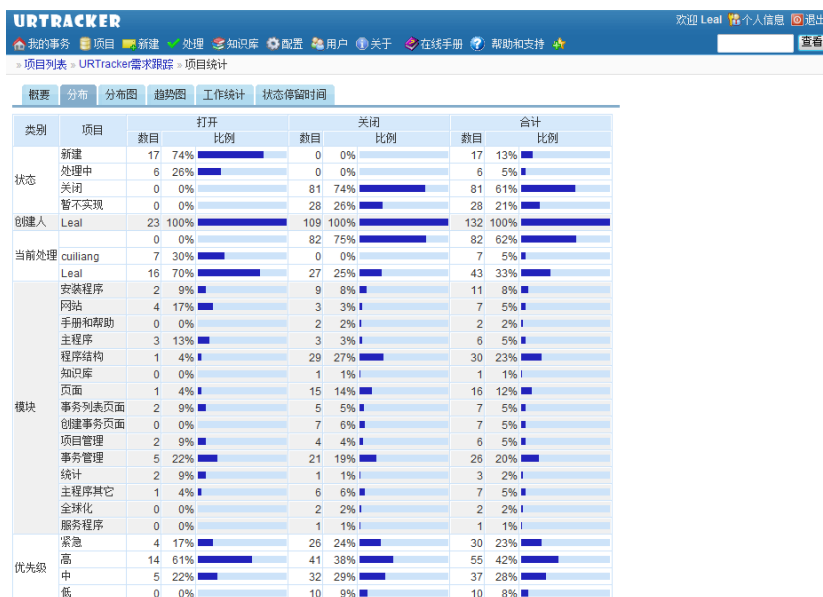 URTRACKER
欢迎 Leal 个人信息 退出
我的事务 项目 新建 处理 知识库 配置 用户 关于 在线手册 帮助和支持 查看
» 项目列表 » URTracker需求跟踪 » 项目统计
概要 分布 分布图 趋势图 工作统计 状态停留时间
类别 项目 打开 关闭 合计
数目 比例 数目 比例 数目 比例
状态
新建 17 74% 0 0% 17 13%
处理中 6 26% 0 0% 6 5%
关闭 0 0% 81 74% 81 61%
暂不实现 0 0% 28 26% 28 21%
创建人 Leal 23 100% 109 100% 132 100%
当前处理
0 0% 82 75% 82 62%
cuiliang 7 30% 0 0% 7 5%
Leal 16 70% 27 25% 43 33%
模块
安装程序 2 9% 9 8% 11 8%
网站 4 17% 3 3% 7 5%
手册和帮助 0 0% 2 2% 2 2%
主程序 3 13% 3 3% 6 5%
程序结构 1 4% 29 27% 30 23%
知识库 0 0% 1 1% 1 1%
页面 1 4% 15 14% 16 12%
事务列表页面 2 9% 5 5% 7 5%
创建事务页面 0 0% 7 6% 7 5%
项目管理 2 9% 4 4% 6 5%
事务管理 5 22% 21 19% 26 20%
统计 2 9% 1 1% 3 2%
主程序其它 1 4% 6 6% 7 5%
全球化 0 0% 2 2% 2 2%
服务程序 0 0% 1 1% 1 1%
优先级
紧急 4 17% 26 24% 30 23%
高 14 61% 41 38% 55 42%
中 5 22% 32 29% 37 28%
低 0 0% 10 9% 10 8%